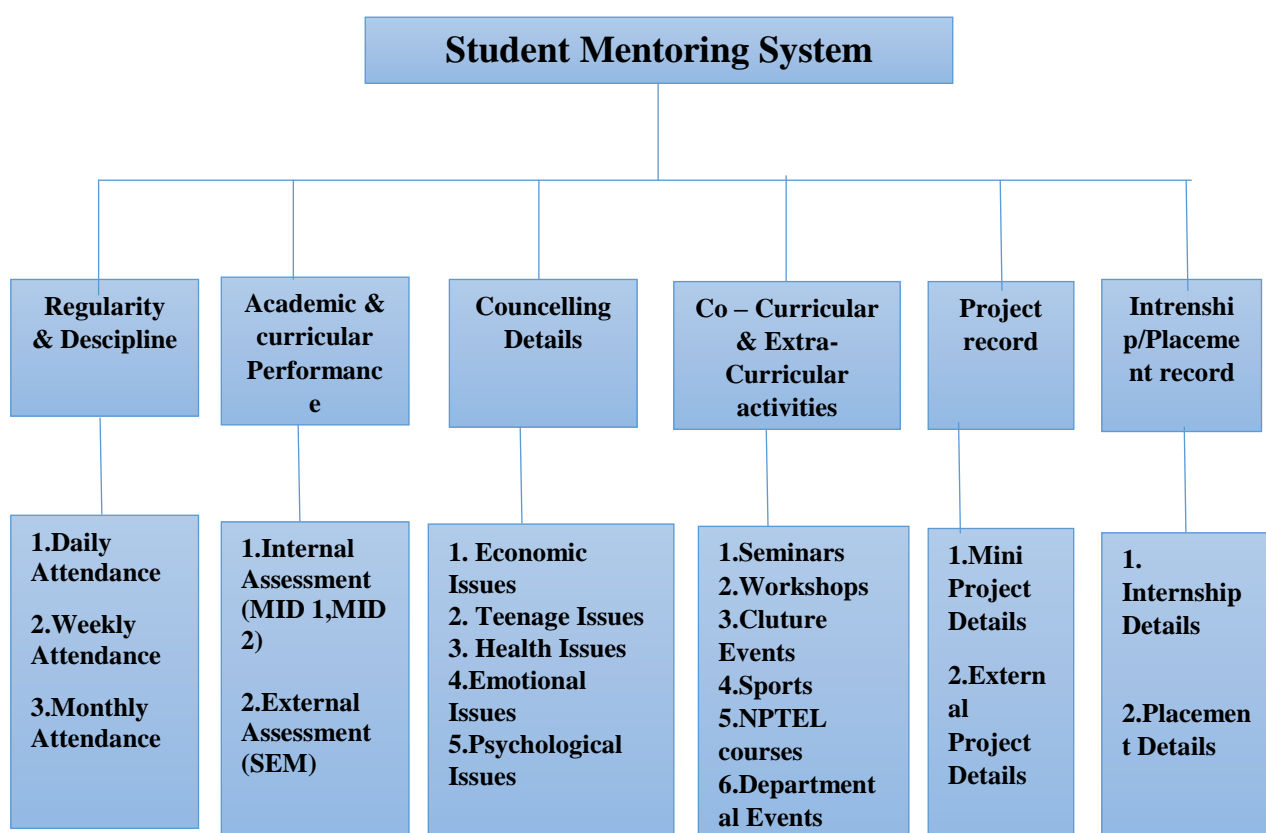 Student Mentoring System
Regularity
& Descipline
Academic &
curricular
Performanc
e
Councelling
Details
Co – Curricular
& Extra-
Curricular
activities
Project
record
Intrenshi
p/Placeme
nt record
1.Daily
Attendance
2.Weekly
Attendance
3.Monthly
Attendance
1.Internal
Assessment
(MID 1,MID
2)
2.External
Assessment
(SEM)
1. Economic
Issues
2. Teenage Issues
3. Health Issues
4.Emotional
Issues
5.Psychological
Issues
1.Seminars
2.Workshops
3.Cluture
Events
4.Sports
5.NPTEL
courses
6.Department
al Events
1.Mini
Project
Details
2.Extern
al
Project
Details
1.
Internship
Details
2.Placemen
t Details